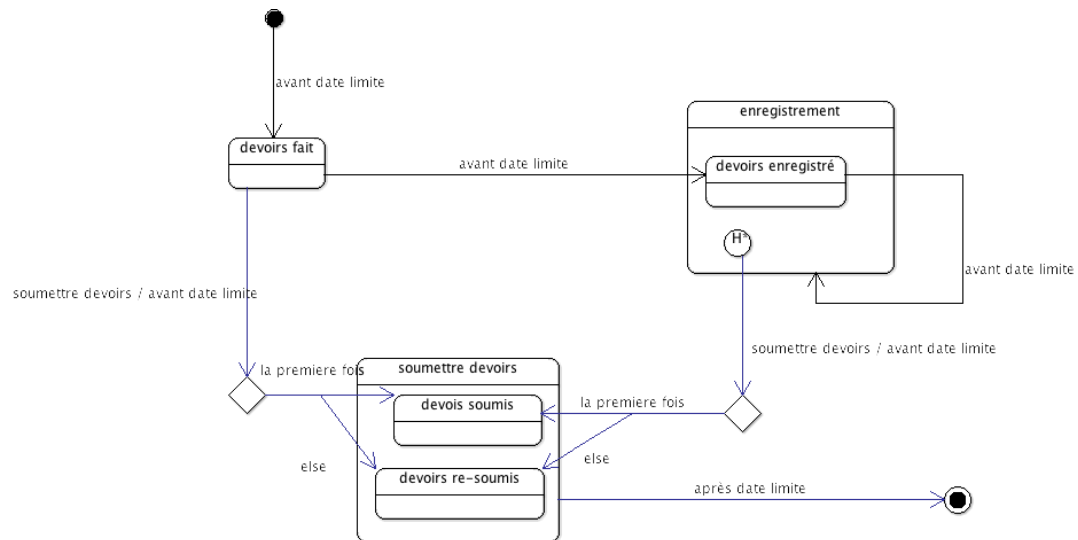 avant date limite
enregistrement
devoirs fait
avant date limite
devoirs enregistré
H*
avant date limite
soumettre devoirs / avant date limite
soumettre devoirs / avant date limite
la premiere fois
soumettre devoirs
devois soumis
la premiere fois
else
else
devoirs re-soumis
après date limite